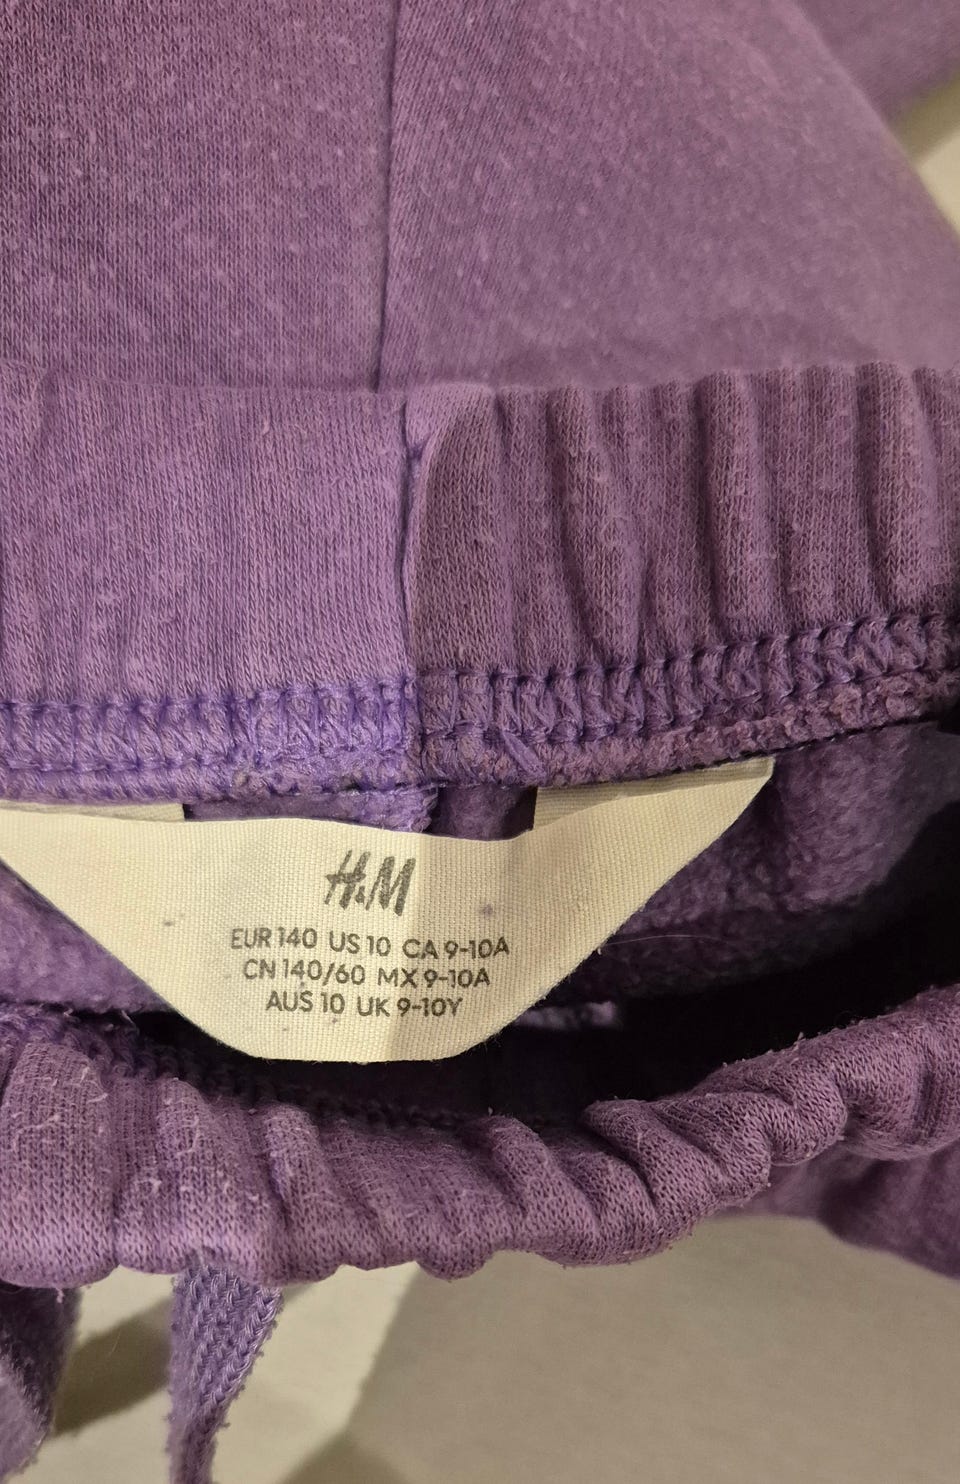 H&M
EUR 140 US 10 CA 9-10A
CN 140/60 MX 9-10A
AUS 10 UK 9-10Y